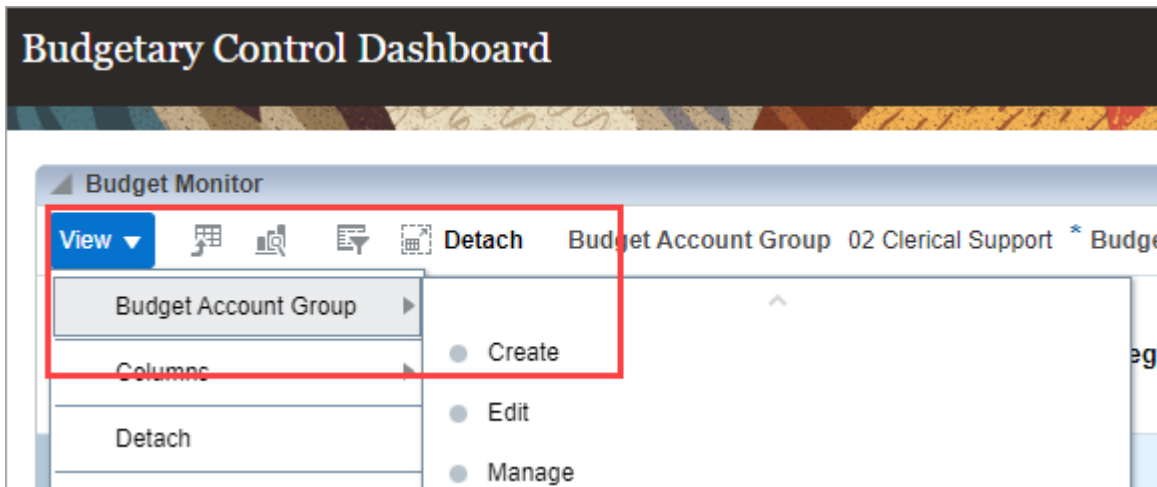 Budgetary Control Dashboard
Budget Monitor
View Detach Budget Account Group 02 Clerical Support * Budge
Budget Account Group
Create
Columns
eg
Edit
Detach
Manage